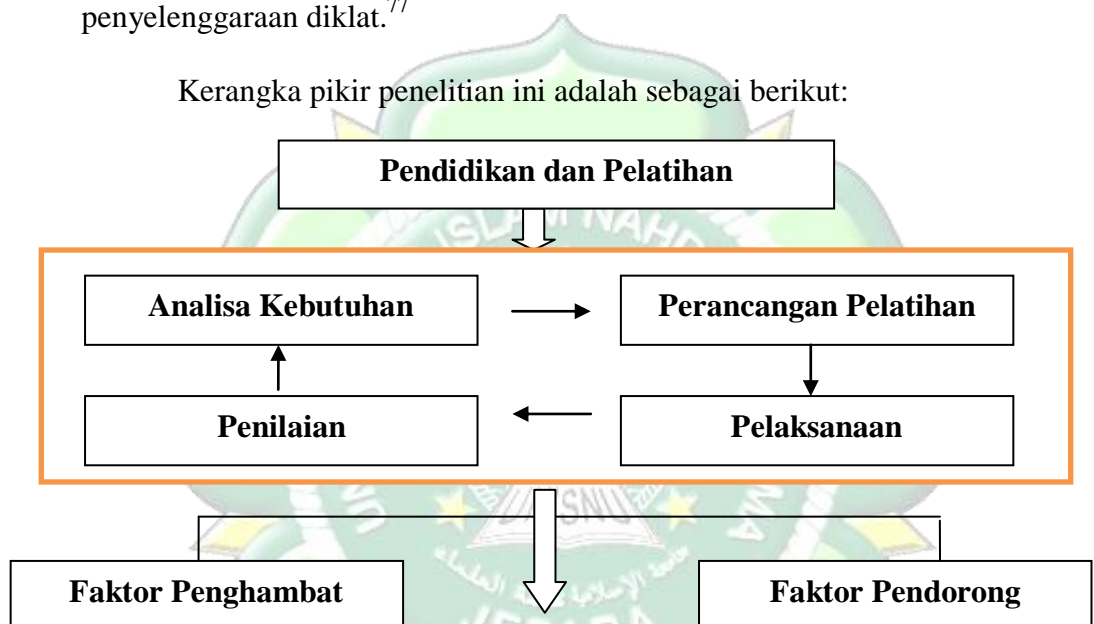 penyelenggaraan diklat.77
Kerangka pikir penelitian ini adalah sebagai berikut:
Pendidikan dan Pelatihan
Analisa Kebutuhan
Perancangan Pelatihan
Penilaian
Pelaksanaan
Faktor Penghambat
Faktor Pendorong